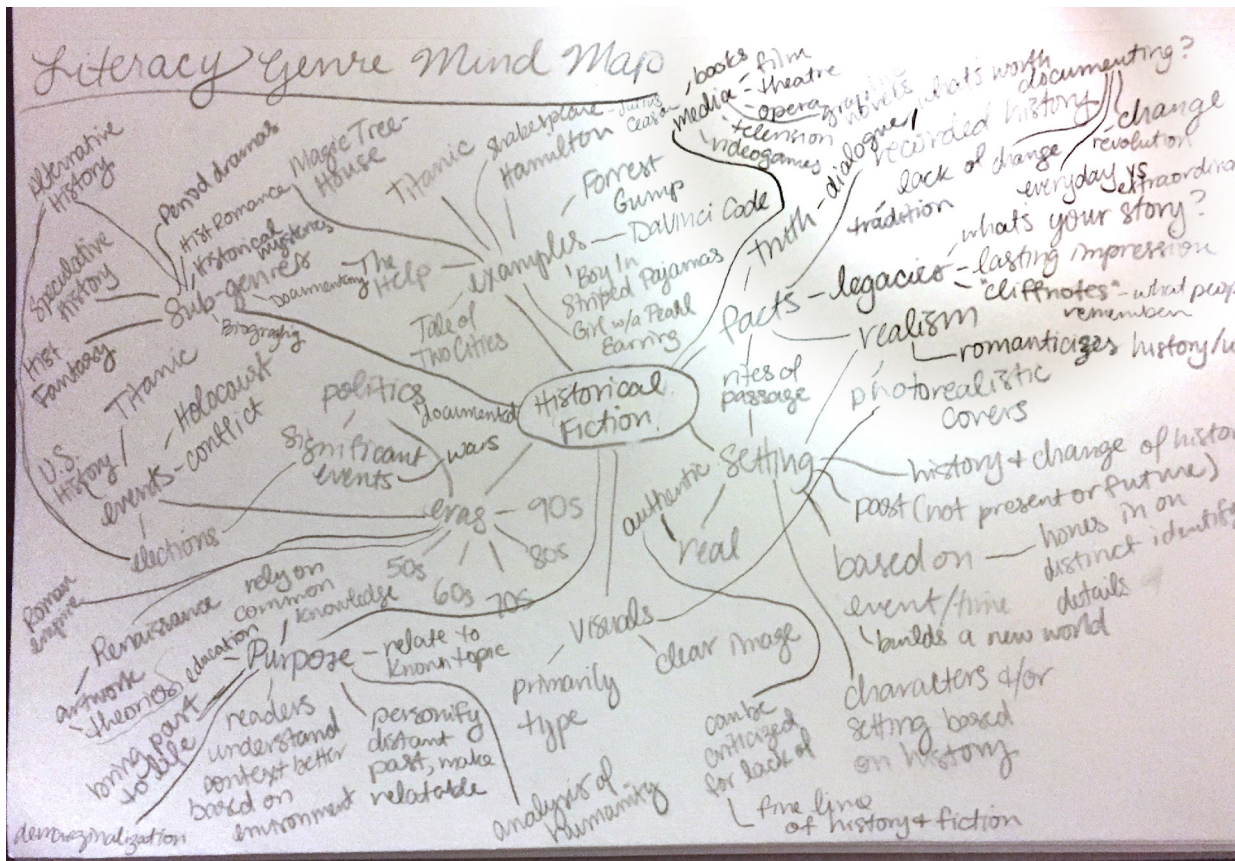 Literacy Genre Mind Map
Historical
Fiction
examples
Magic Tree-
House
Titanic
Shakespeare -
Hamilton
Forrest
Gump
DaVinci Code
Boy In
Striped Pajamas
Girl w/a Pearl
Earring
Tale of
Two Cities
The
Help
media
books
film
theatre
opera
graphic
novels
telension
videogames
truth - dialogue
recorded history
what's worth
documenting?
change
revolution
everyday vs
extraordina
lack of change
tradition
facts - legacies
what's your story?
lasting impression
"cliffnotes" - what peop
remember
realism
romanticizes history/
Setting
rites of
passage
authentic
real
history + change of histor
past (not present or future)
based on
event/time
hones in on
distinct identify
details
builds a new world
characters +/or
setting based
on history
can be
criticized
for lack of
fine line
of history + fiction
Visuals
photorealistic
covers
clear image
primarily
type
Purpose
rely on
common
knowledge
relate to
known topic
analysis of
humanity
personify
distant
past, make
relatable
readers
understand
context better
based on
environment
demarginalization
bring past
to life
education
eras
90s
80s
70s
60s
50s
Renaissance
artwork
theories
Roman
empire
events - conflict
Titanic
Holocaust
U.S.
History
elections
significant
events
politics
documented
wars
Sub-genres
Alternative
History
Period dramas
Hist Romance
Historical
mysteries
Documentary
Biography
Speculative
History
Hist
Fantasy